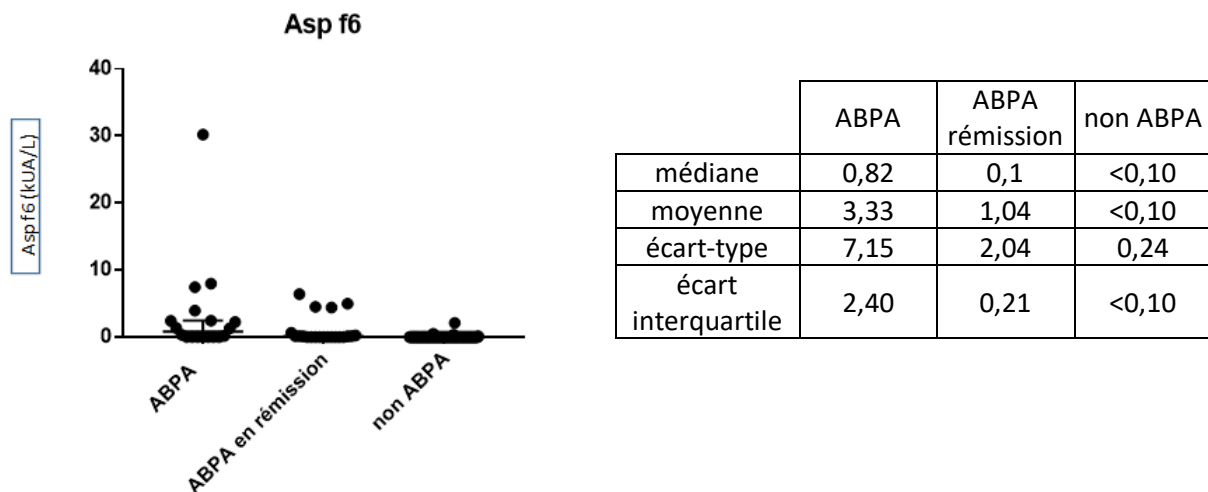 Asp f6
40
30
20
10
0
Asp f6 (kUA/L)
ABPA
ABPA en rémission
non ABPA
ABPA ABPA rémission non ABPA
médiane 0,82 0,1 <0,10
moyenne 3,33 1,04 <0,10
écart-type 7,15 2,04 0,24
écart interquartile 2,40 0,21 <0,10